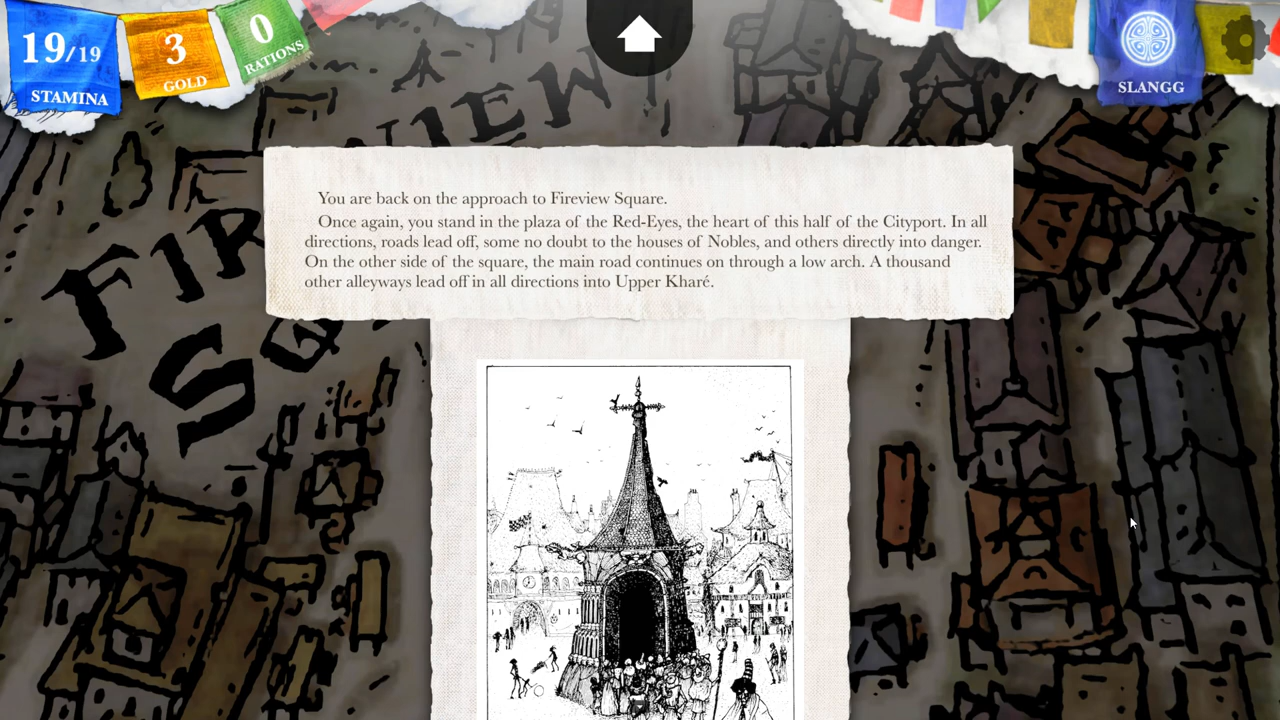 19/19
STAMINA
3
GOLD
0
RATIONS
SLANGG
FIREVIEW
SQ
You are back on the approach to Fireview Square.
Once again, you stand in the plaza of the Red-Eyes, the heart of this half of the Cityport. In all
directions, roads lead off, some no doubt to the houses of Nobles, and others directly into danger.
On the other side of the square, the main road continues on through a low arch. A thousand
other alleyways lead off in all directions into Upper Kharé.